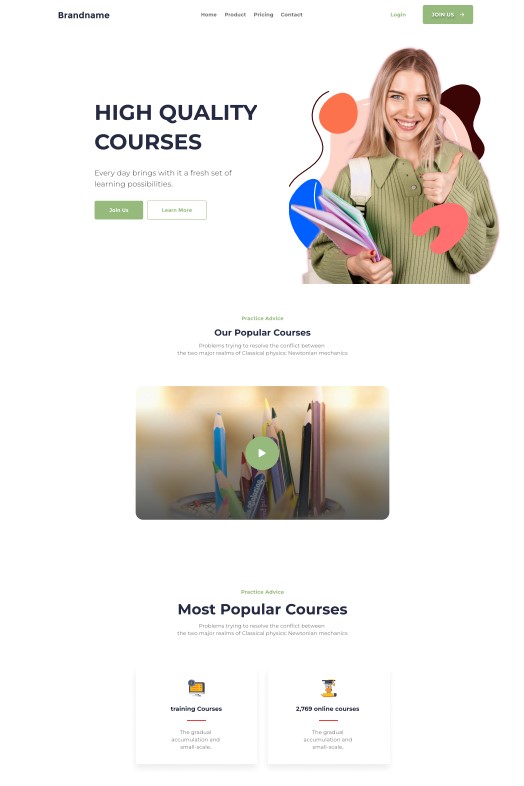 Brandname
Home Product Pricing Contact
Login
JOIN US →
HIGH QUALITY
COURSES
Every day brings with it a fresh set of
learning possibilities.
Join Us
Learn More
Practice Advice
Our Popular Courses
Problems trying to resolve the conflict between
the two major realms of Classical physics: Newtonian mechanics
Practice Advice
Most Popular Courses
Problems trying to resolve the conflict between
the two major realms of Classical physics: Newtonian mechanics
training Courses
The gradual
accumulation and
small-scale..
2,769 online courses
The gradual
accumulation and
small-scale..